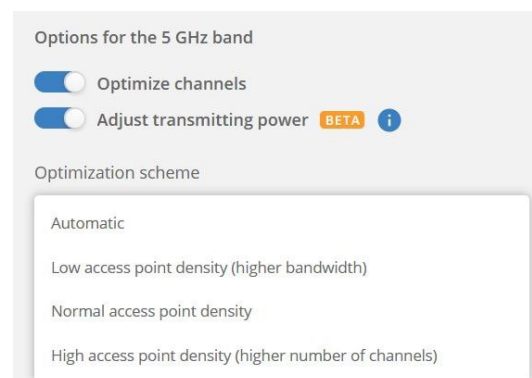 Options for the 5 GHz band
Optimize channels
Adjust transmitting power BETA i
Optimization scheme
Automatic
Low access point density (higher bandwidth)
Normal access point density
High access point density (higher number of channels)